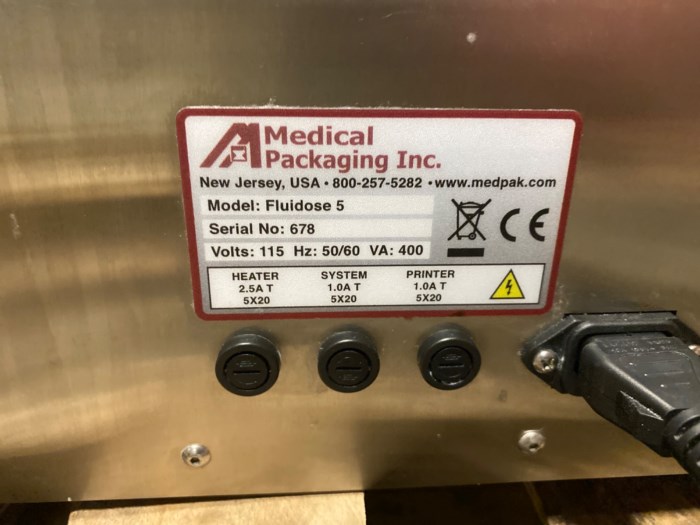 Medical
Packaging Inc.
New Jersey, USA • 800-257-5282 • www.medpak.com
Model: Fluidose 5
Serial No: 678
CE
Volts: 115 Hz: 50/60 VA: 400
HEATER SYSTEM PRINTER
2.5A T 1.0A T 1.0A T
5X20 5X20 5X20